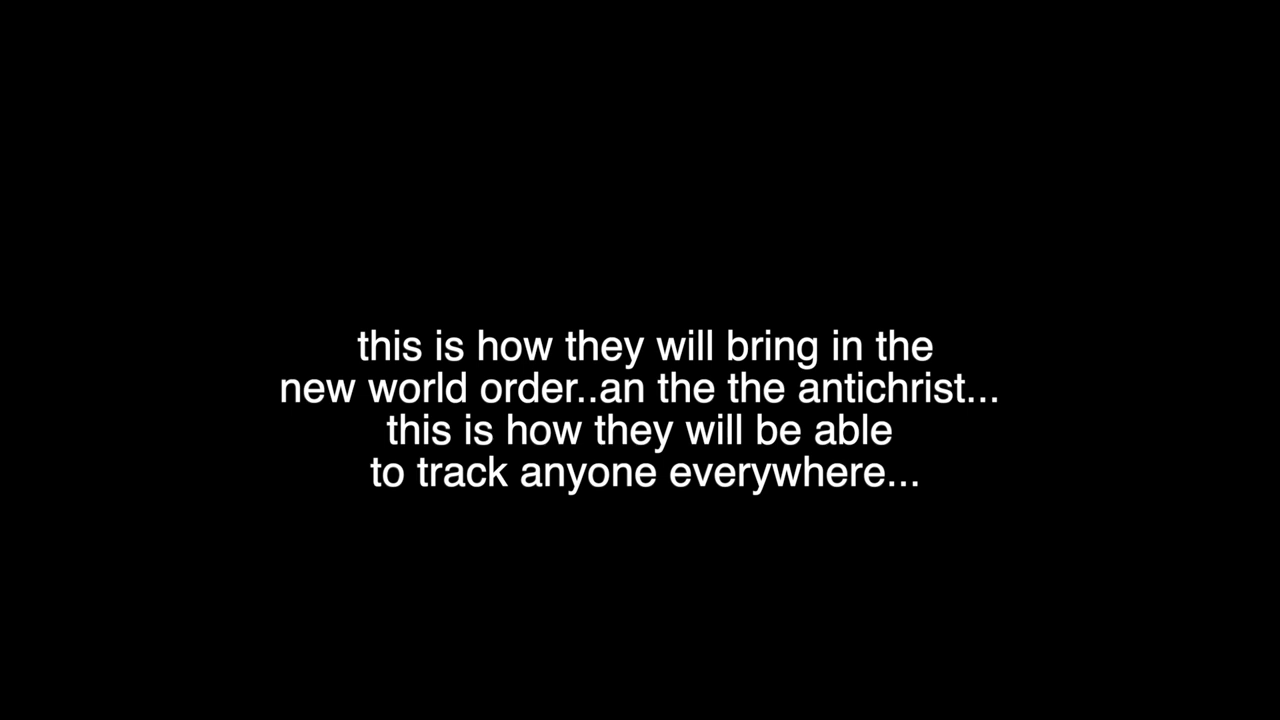 this is how they will bring in the
new world order..an the the antichrist...
this is how they will be able
to track anyone everywhere...